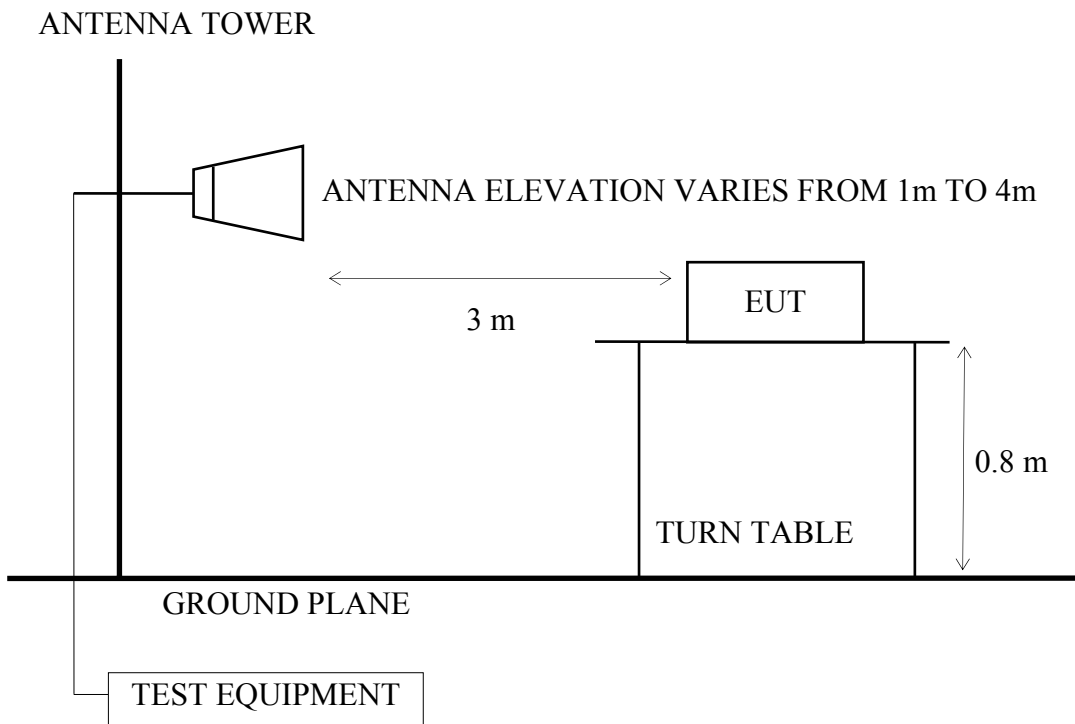 ANTENNA TOWER
ANTENNA ELEVATION VARIES FROM 1m TO 4m
EUT
3 m
0.8 m
TURN TABLE
GROUND PLANE
TEST EQUIPMENT